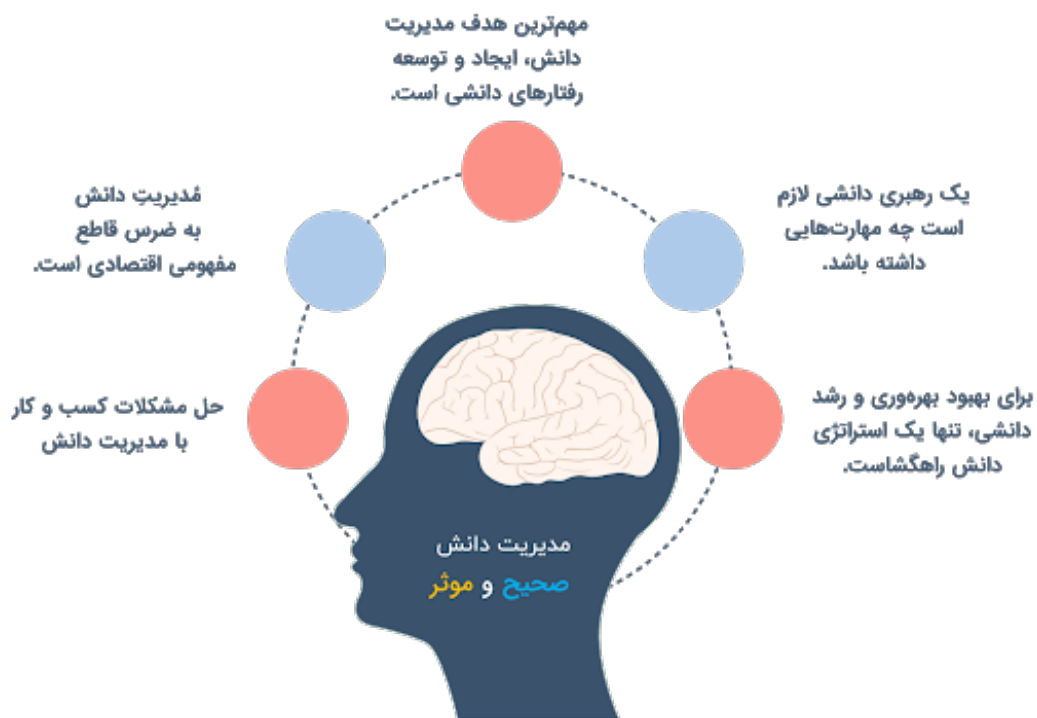 مهم‌ترین هدف مدیریت
دانش، ایجاد و توسعه
رفتارهای دانشی است.
یک رهبری دانشی لازم
است چه مهارت‌هایی
داشته باشد.
مُدیریتِ دانش
به ضرس قاطع
مفهومی اقتصادی است.
برای بهبود بهره‌وری و رشد
دانشی، تنها یک استراتژی
دانش راهگشاست.
حل مشکلات کسب و کار
با مدیریت دانش
مدیریت دانش
صحیح و موثر